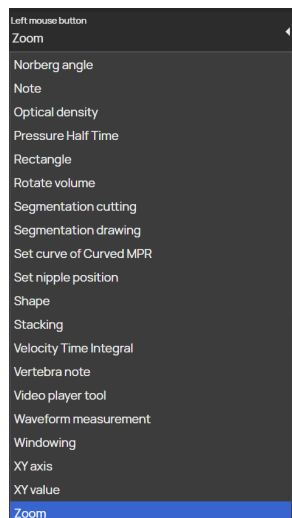 Left mouse button
Zoom
Norberg angle
Note
Optical density
Pressure Half Time
Rectangle
Rotate volume
Segmentation cutting
Segmentation drawing
Set curve of Curved MPR
Set nipple position
Shape
Stacking
Velocity Time Integral
Vertebra note
Video player tool
Waveform measurement
Windowing
XY axis
XY value
Zoom